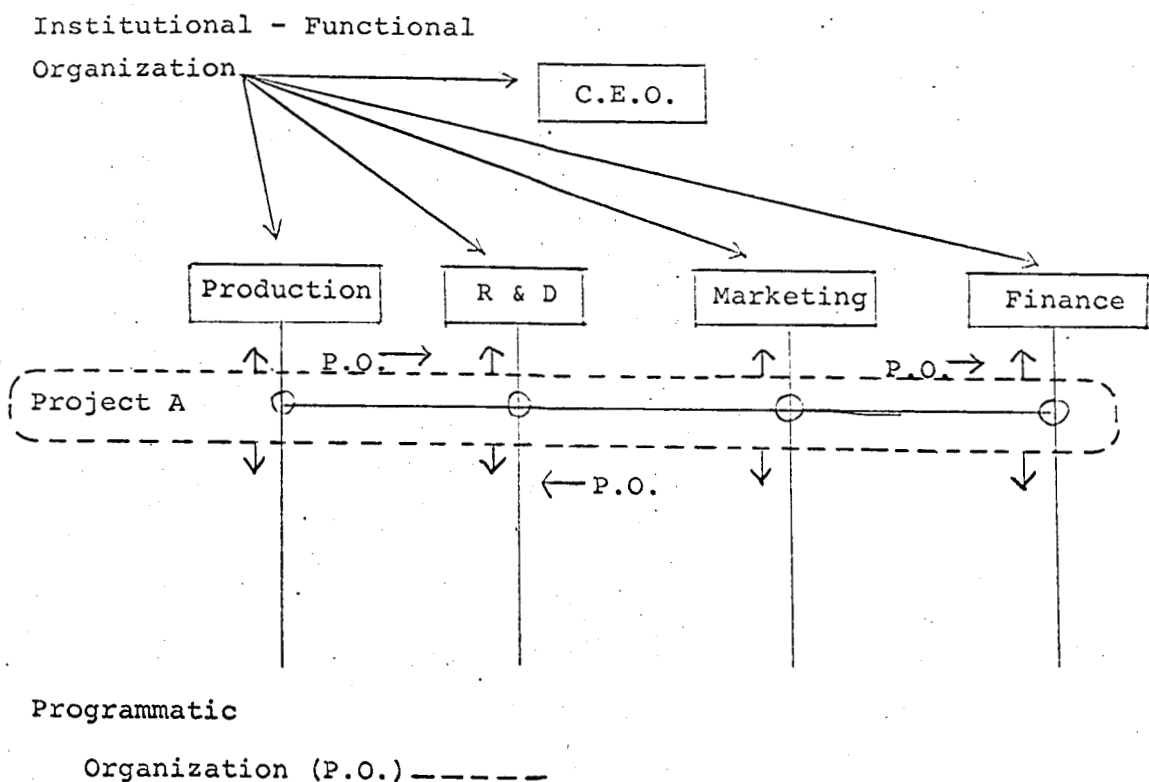 Institutional - Functional
Organization
C.E.O.
Production
R & D
Marketing
Finance
P.O.
P.O.
Project A
P.O.
Programmatic
Organization (P.O.)